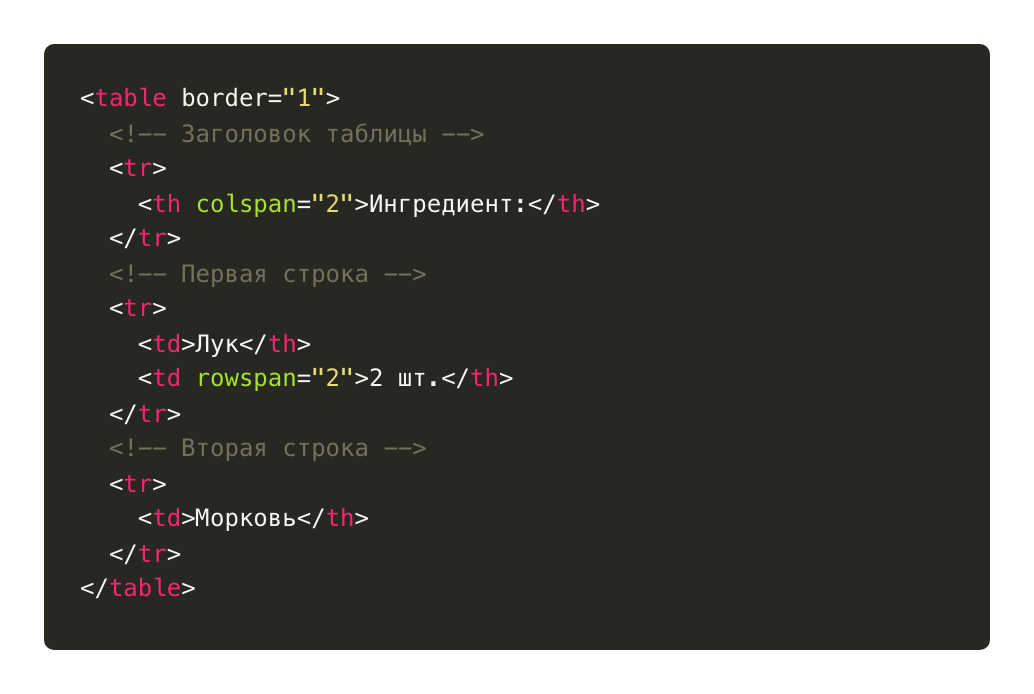 <table border="1">
  <!-- Заголовок таблицы -->
  <tr>
    <th colspan="2">Ингредиент:</th>
  </tr>
  <!-- Первая строка -->
  <tr>
    <td>Лук</th>
    <td rowspan="2">2 шт.</th>
  </tr>
  <!-- Вторая строка -->
  <tr>
    <td>Морковь</th>
  </tr>
</table>